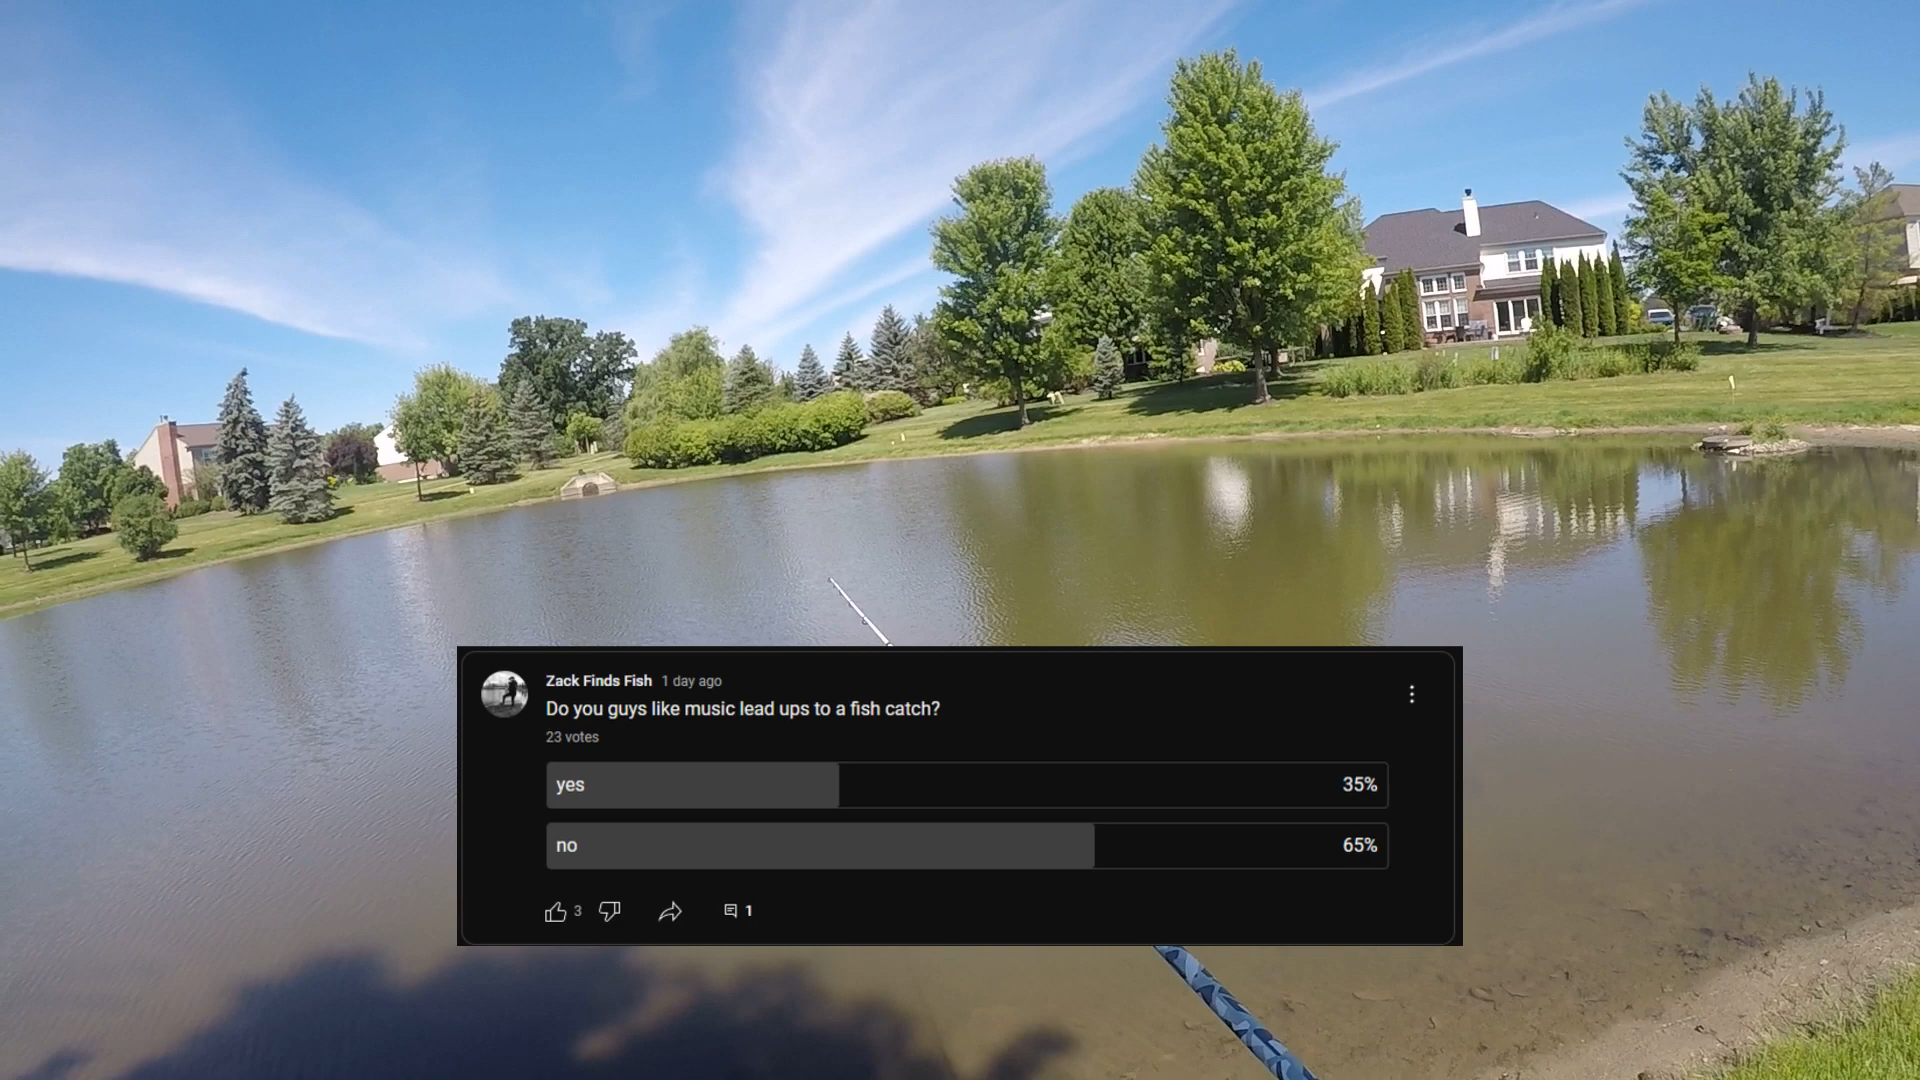 Zack Finds Fish 1 day ago
Do you guys like music lead ups to a fish catch?
23 votes
yes 35%
no 65%
3 1